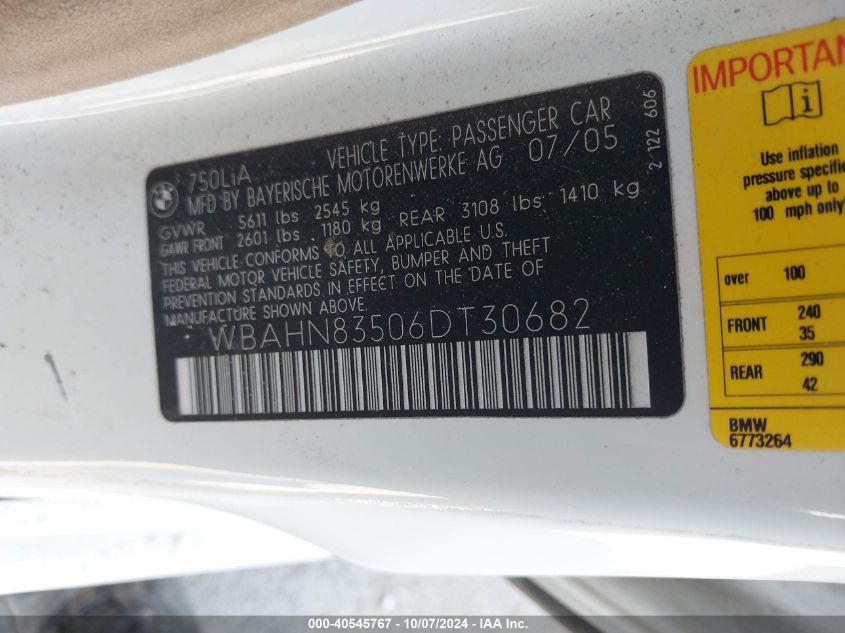 750LiA VEHICLE TYPE: PASSENGER CAR
MFD BY BAYERISCHE MOTORENWERKE AG 07/05
GVWR 5611 lbs 2545 kg
GAWR FRONT 2601 lbs 1180 kg REAR 3108 lbs 1410 kg
THIS VEHICLE CONFORMS TO ALL APPLICABLE U.S.
FEDERAL MOTOR VEHICLE SAFETY, BUMPER AND THEFT
PREVENTION STANDARDS IN EFFECT ON THE DATE OF
MANUFACTURE SHOWN ABOVE.
WBAHN83506DT30682
2 122 606
IMPORTAN
i
Use inflation
pressure specifie
above up to
100 mph only
over 100
FRONT 240
35
REAR 290
42
BMW
6773264
000-40545767 - 10/07/2024 - IAA Inc.